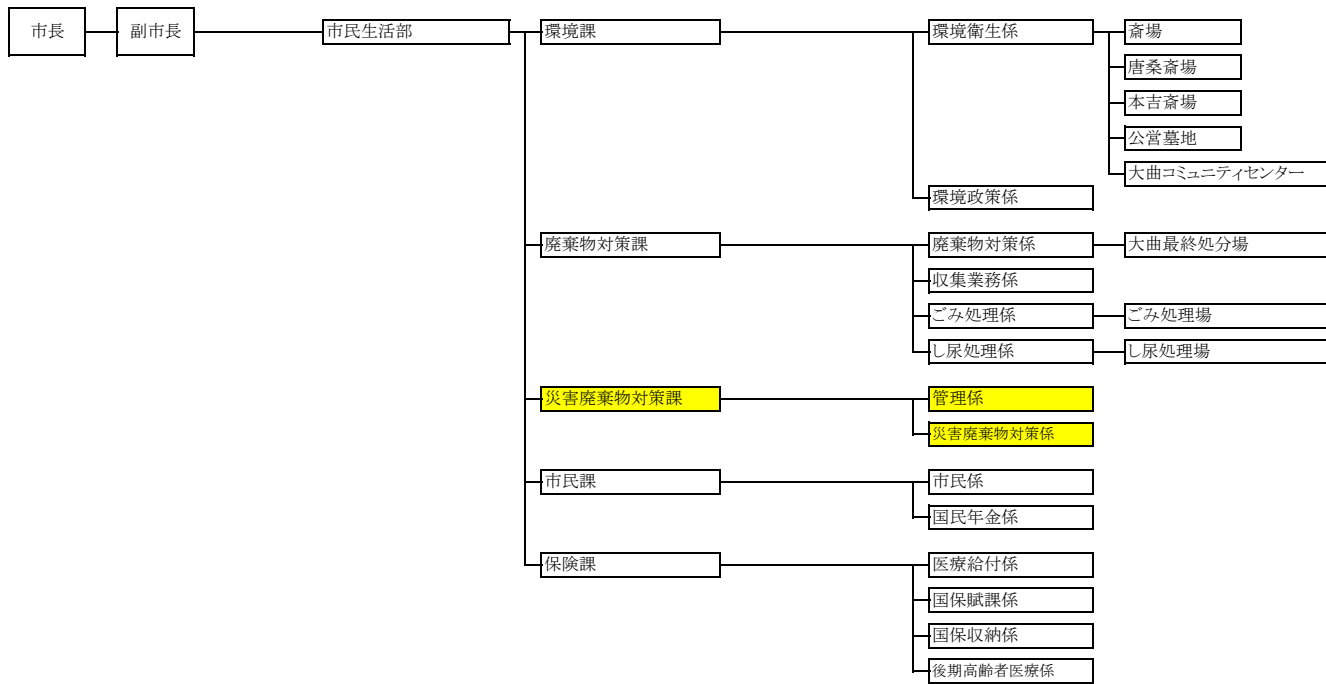 市長
副市長
市民生活部
環境課
環境衛生係
斎場
唐桑斎場
本吉斎場
公営墓地
大曲コミュニティセンター
環境政策係
廃棄物対策課
廃棄物対策係
大曲最終処分場
収集業務係
ごみ処理係
ごみ処理場
し尿処理係
し尿処理場
災害廃棄物対策課
管理係
災害廃棄物対策係
市民課
市民係
国民年金係
保険課
医療給付係
国保賦課係
国保収納係
後期高齢者医療係